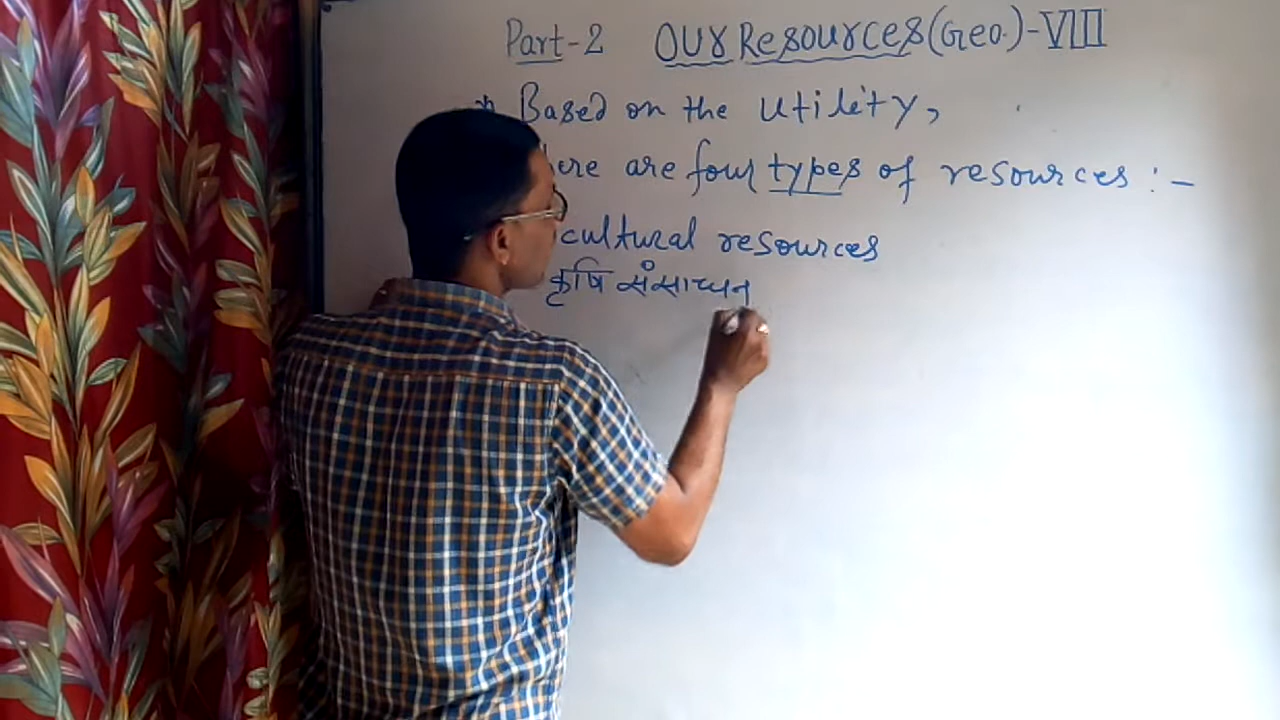 Part-2 Our Resources(Geo.)-VIII
* Based on the utility,
ere are four types of resources :-
cultural resources
कृषि संसाधन